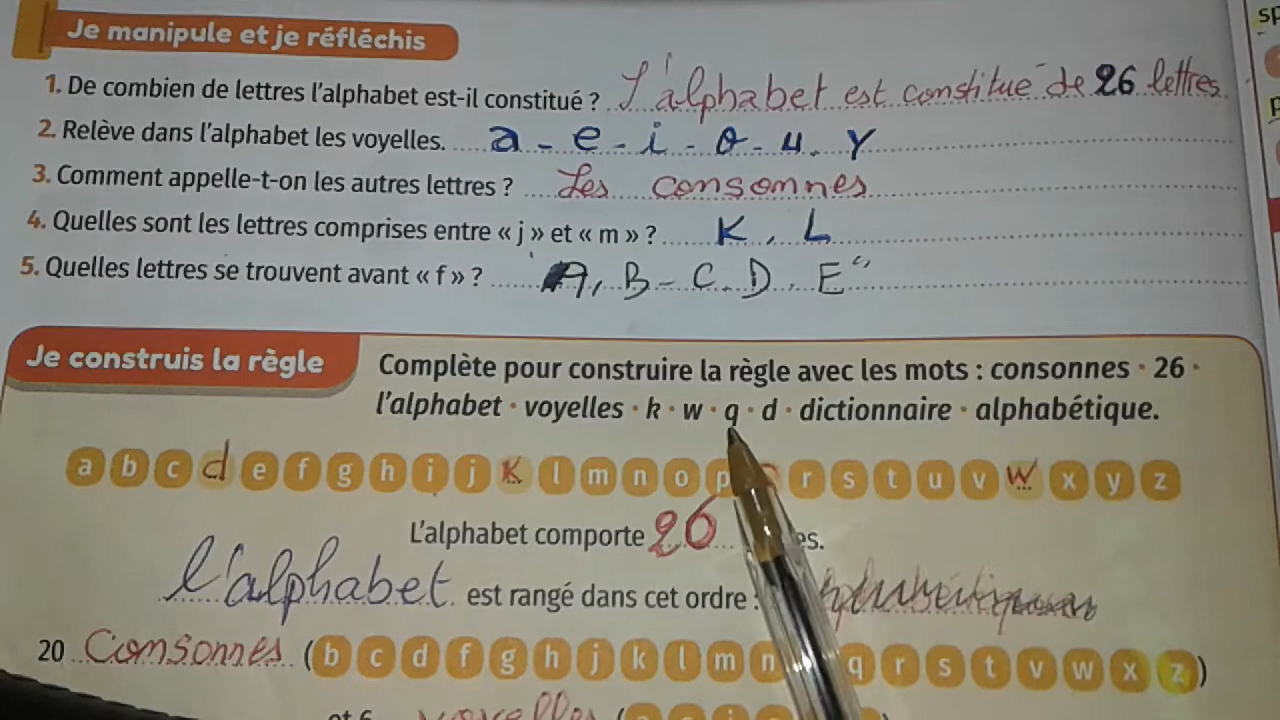 Je manipule et je réfléchis
1. De combien de lettres l'alphabet est-il constitué ? L'alphabet est constitué de 26 lettres
2. Relève dans l'alphabet les voyelles. a - e - i - o - u. y
3. Comment appelle-t-on les autres lettres ? Les consonnes
4. Quelles sont les lettres comprises entre « j » et « m » ? K, L
5. Quelles lettres se trouvent avant « f » ? A, B - C. D. E
Je construis la règle
Complète pour construire la règle avec les mots : consonnes · 26 ·
l'alphabet · voyelles · k · w · q · d · dictionnaire · alphabétique.
a b c d e f g h i j k l m n o p r s t u v w x y z
L'alphabet comporte 26
l'alphabet est rangé dans cet ordre :
20 Consonnes (b c d f g h j k l m n q r s t v w x z)
et 6 voyelles (